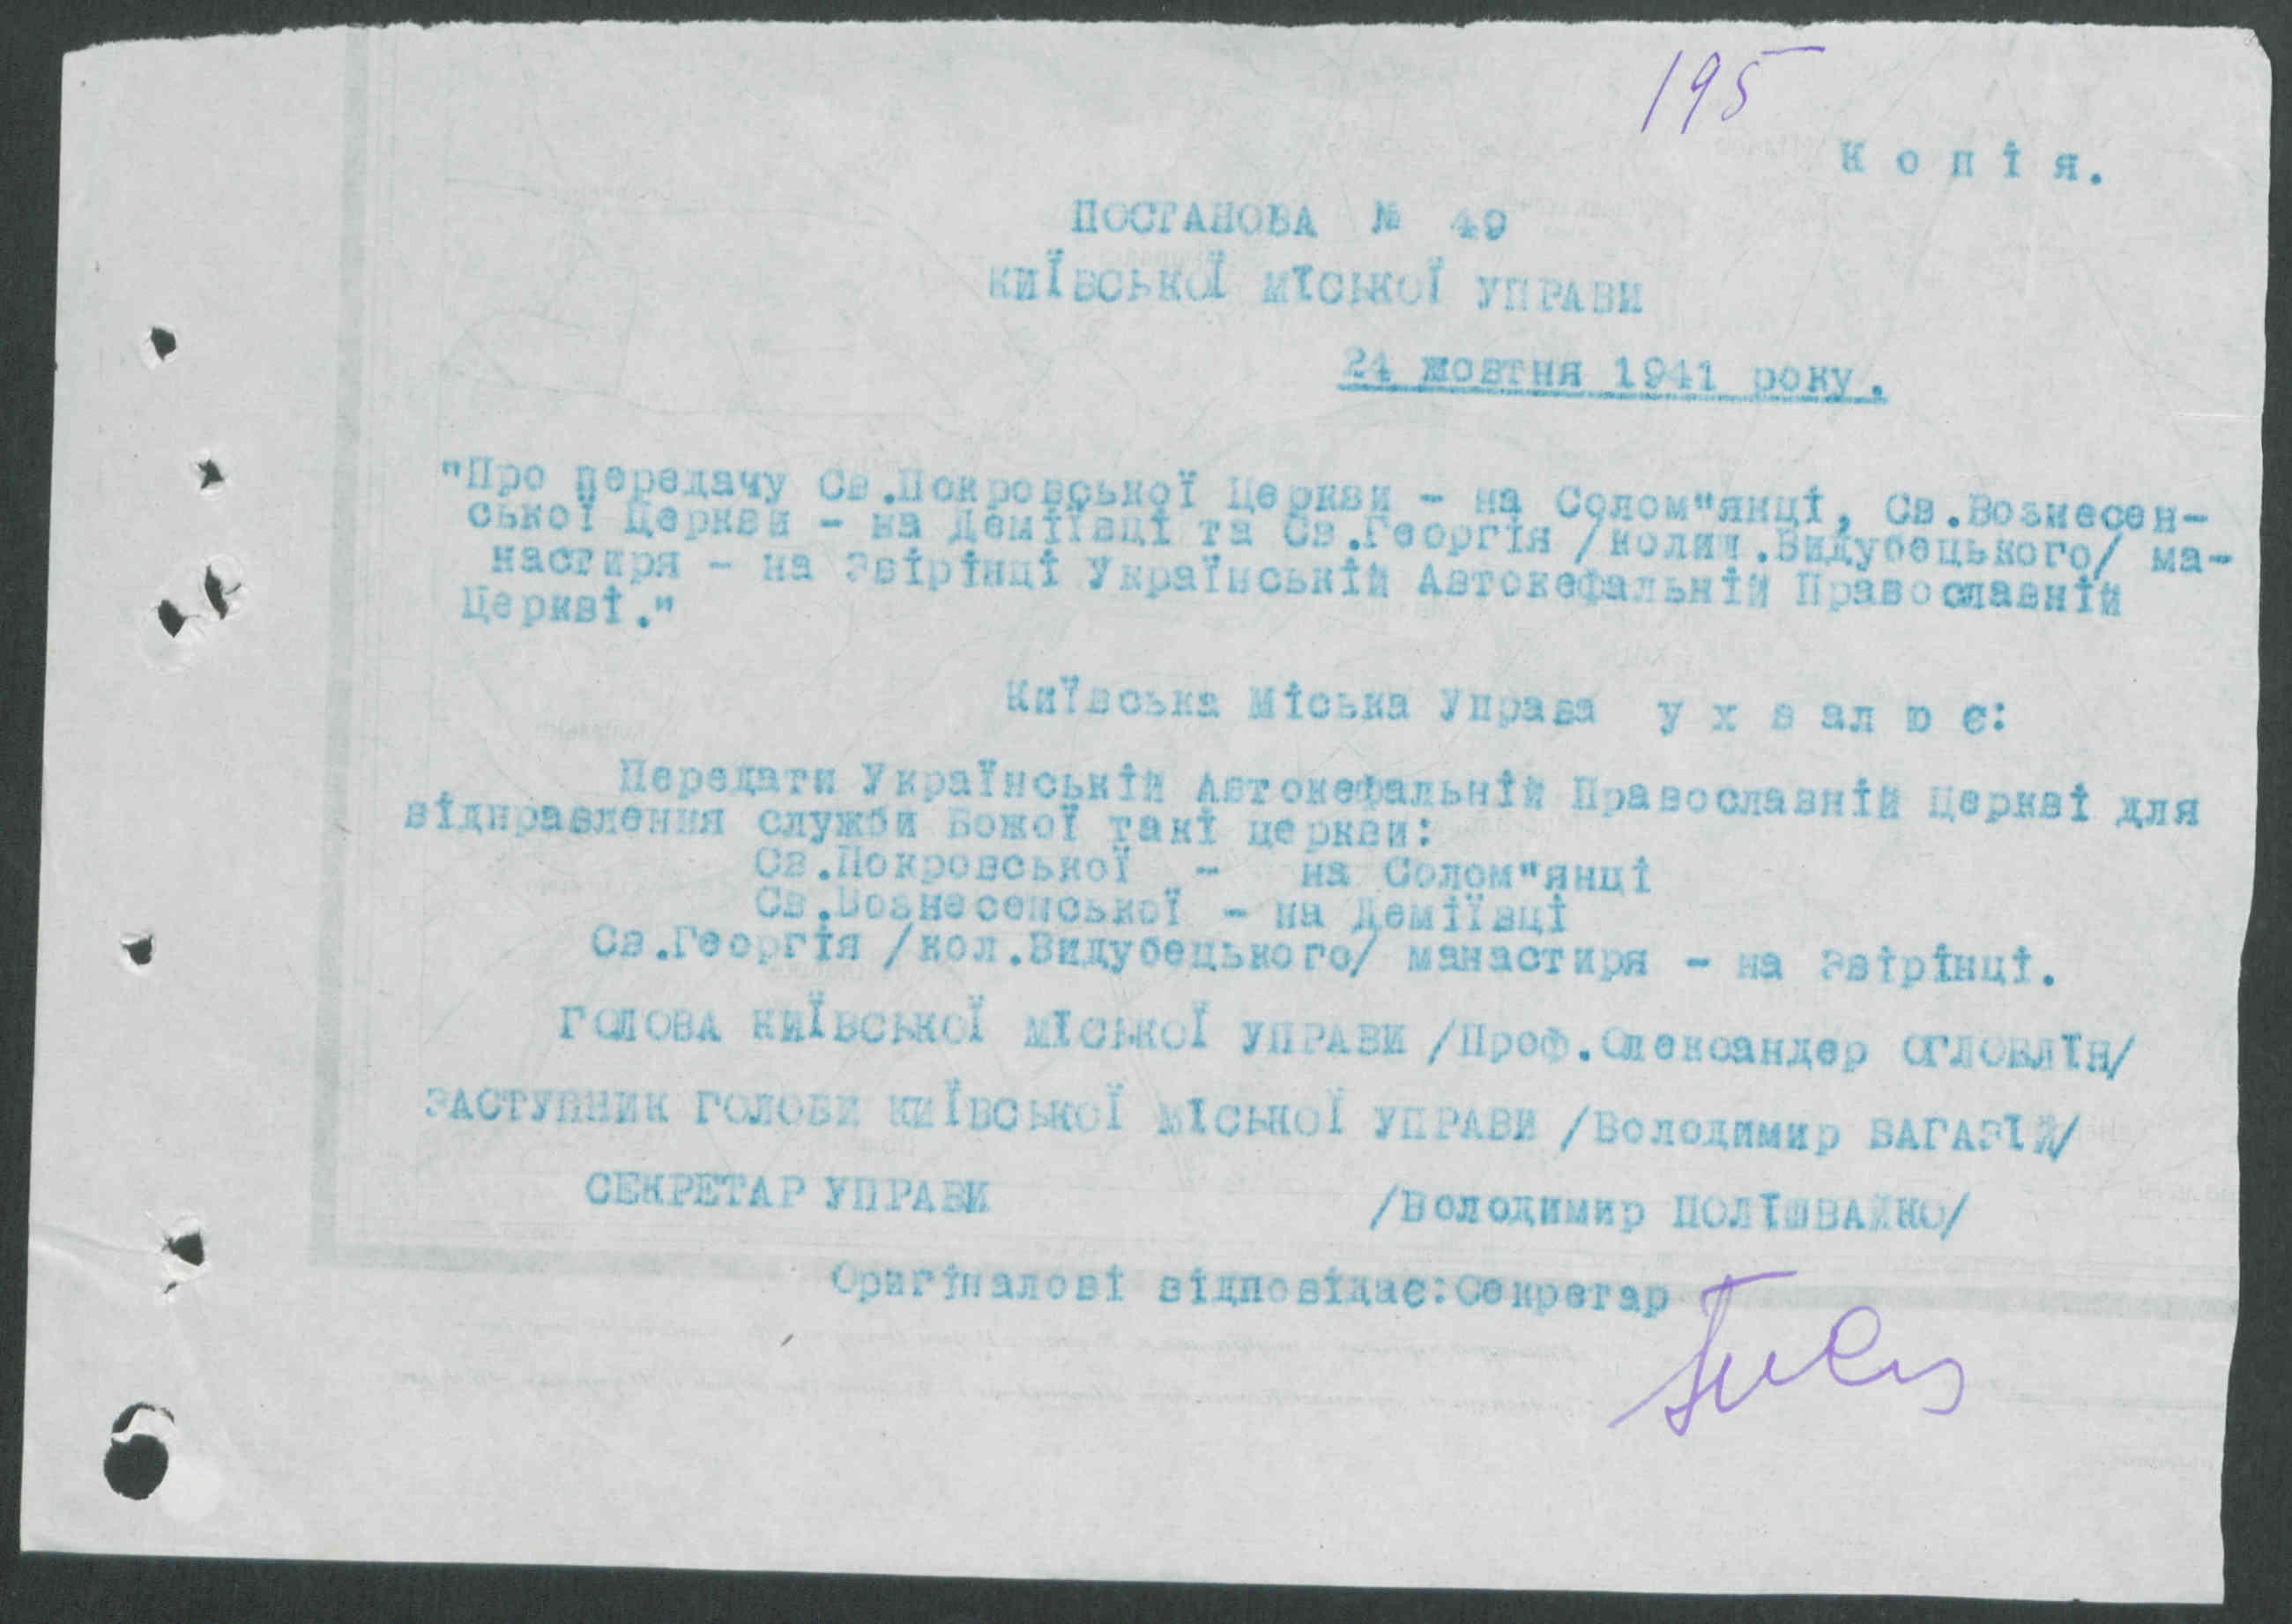 195
К о п і я.
ПОСТАНОВА № 49
КИЇВСЬКОЇ МІСЬКОЇ УПРАВИ
24 жовтня 1941 року.
"Про передачу Св.Покровської Церкви - на Солом"янці, Св.Вознесен-
ської Церкви - на Деміївці та Св.Георгія /колиш.Видубецького/ ма-
настиря - на Звірінці Українській Автокефальній Православній
Церкві."
Київська Міська Управа у х в ал ю є:
Передати Українській Автокефальній Православній Церкві для
відправлення служби Божої такі церкви:
Св.Покровської - на Солом"янці
Св.Вознесенської - на Деміївці
Св.Георгія /кол.Видубецького/ манастиря - на Звірінці.
ГОЛОВА КИЇВСЬКОЇ МІСЬКОЇ УПРАВИ /Проф.Олександер ОГЛОБЛІН/
ЗАСТУПНИК ГОЛОВИ КИЇВСЬКОЇ МІСЬКОЇ УПРАВИ /Володимир БАГАЗІЙ/
СЕКРЕТАР УПРАВИ /Володимир ПОЛІШВАЙКО/
Оригіналові відповідає:Секретар